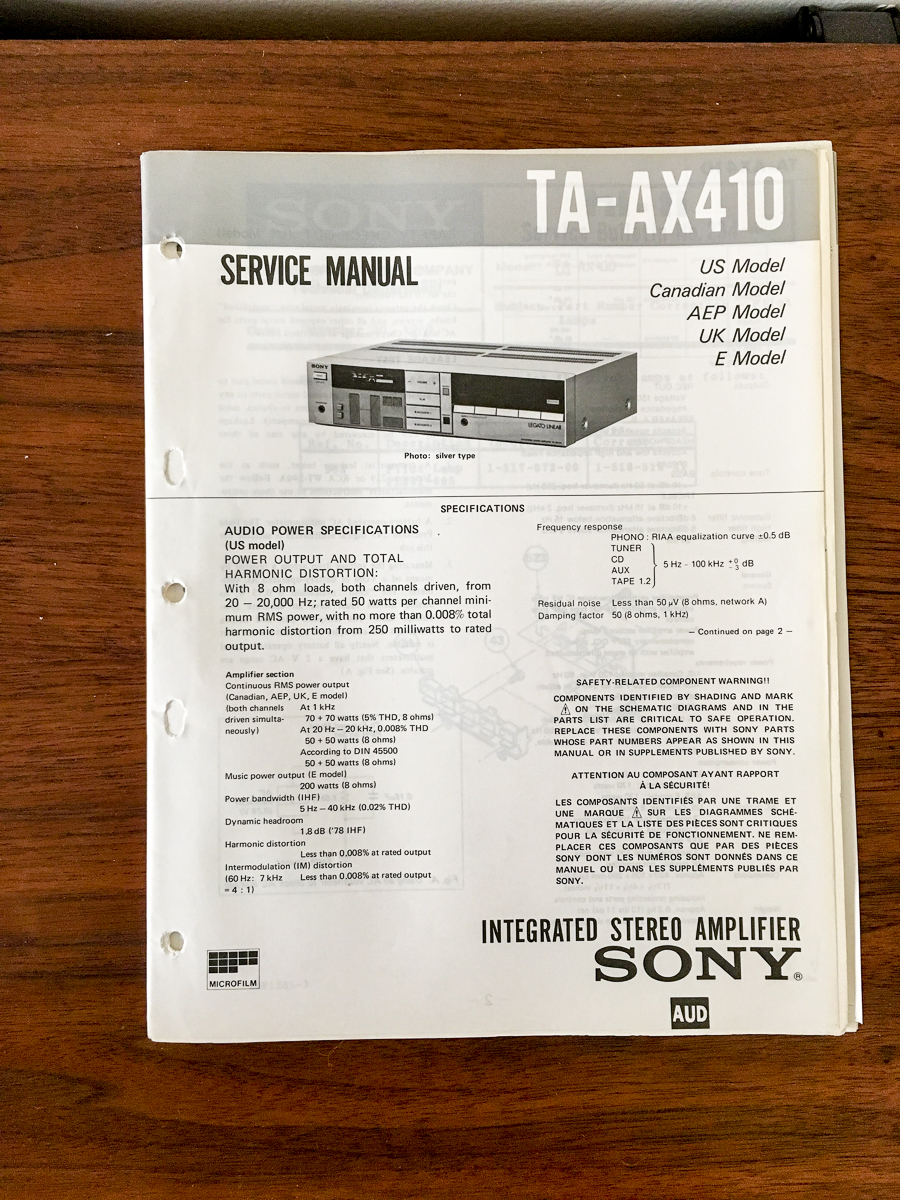 TA-AX410
SERVICE MANUAL
US Model
Canadian Model
AEP Model
UK Model
E Model
SONY
LEGATO LINEAR
Photo: silver type
SPECIFICATIONS
AUDIO POWER SPECIFICATIONS
(US model)
POWER OUTPUT AND TOTAL
HARMONIC DISTORTION:
With 8 ohm loads, both channels driven, from
20 – 20,000 Hz; rated 50 watts per channel mini-
mum RMS power, with no more than 0.008% total
harmonic distortion from 250 milliwatts to rated
output.
Amplifier section
Continuous RMS power output
(Canadian, AEP, UK, E model)
(both channels At 1 kHz
driven simulta- 70 + 70 watts (5% THD, 8 ohms)
neously) At 20 Hz – 20 kHz, 0.008% THD
50 + 50 watts (8 ohms)
According to DIN 45500
50 + 50 watts (8 ohms)
Music power output (E model)
200 watts (8 ohms)
Power bandwidth (IHF)
5 Hz – 40 kHz (0.02% THD)
Dynamic headroom
1.8 dB ('78 IHF)
Harmonic distortion
Less than 0.008% at rated output
Intermodulation (IM) distortion
(60 Hz: 7 kHz Less than 0.008% at rated output
= 4 : 1)
Frequency response
PHONO : RIAA equalization curve ±0.5 dB
TUNER
CD
AUX
TAPE 1.2
5 Hz - 100 kHz +0 −3 dB
Residual noise Less than 50 μV (8 ohms, network A)
Damping factor 50 (8 ohms, 1 kHz)
— Continued on page 2 —
SAFETY-RELATED COMPONENT WARNING!!
COMPONENTS IDENTIFIED BY SHADING AND MARK
⚠ ON THE SCHEMATIC DIAGRAMS AND IN THE
PARTS LIST ARE CRITICAL TO SAFE OPERATION.
REPLACE THESE COMPONENTS WITH SONY PARTS
WHOSE PART NUMBERS APPEAR AS SHOWN IN THIS
MANUAL OR IN SUPPLEMENTS PUBLISHED BY SONY.
ATTENTION AU COMPOSANT AYANT RAPPORT
À LA SÉCURITÉ!
LES COMPOSANTS IDENTIFIÉS PAR UNE TRAME ET
UNE MARQUE ⚠ SUR LES DIAGRAMMES SCHÉ-
MATIQUES ET LA LISTE DES PIÈCES SONT CRITIQUES
POUR LA SÉCURITÉ DE FONCTIONNEMENT. NE REM-
PLACER CES COMPOSANTS QUE PAR DES PIÈCES
SONY DONT LES NUMÉROS SONT DONNÉS DANS CE
MANUEL OU DANS LES SUPPLÉMENTS PUBLIÉS PAR
SONY.
INTEGRATED STEREO AMPLIFIER
SONY®
MICROFILM
AUD